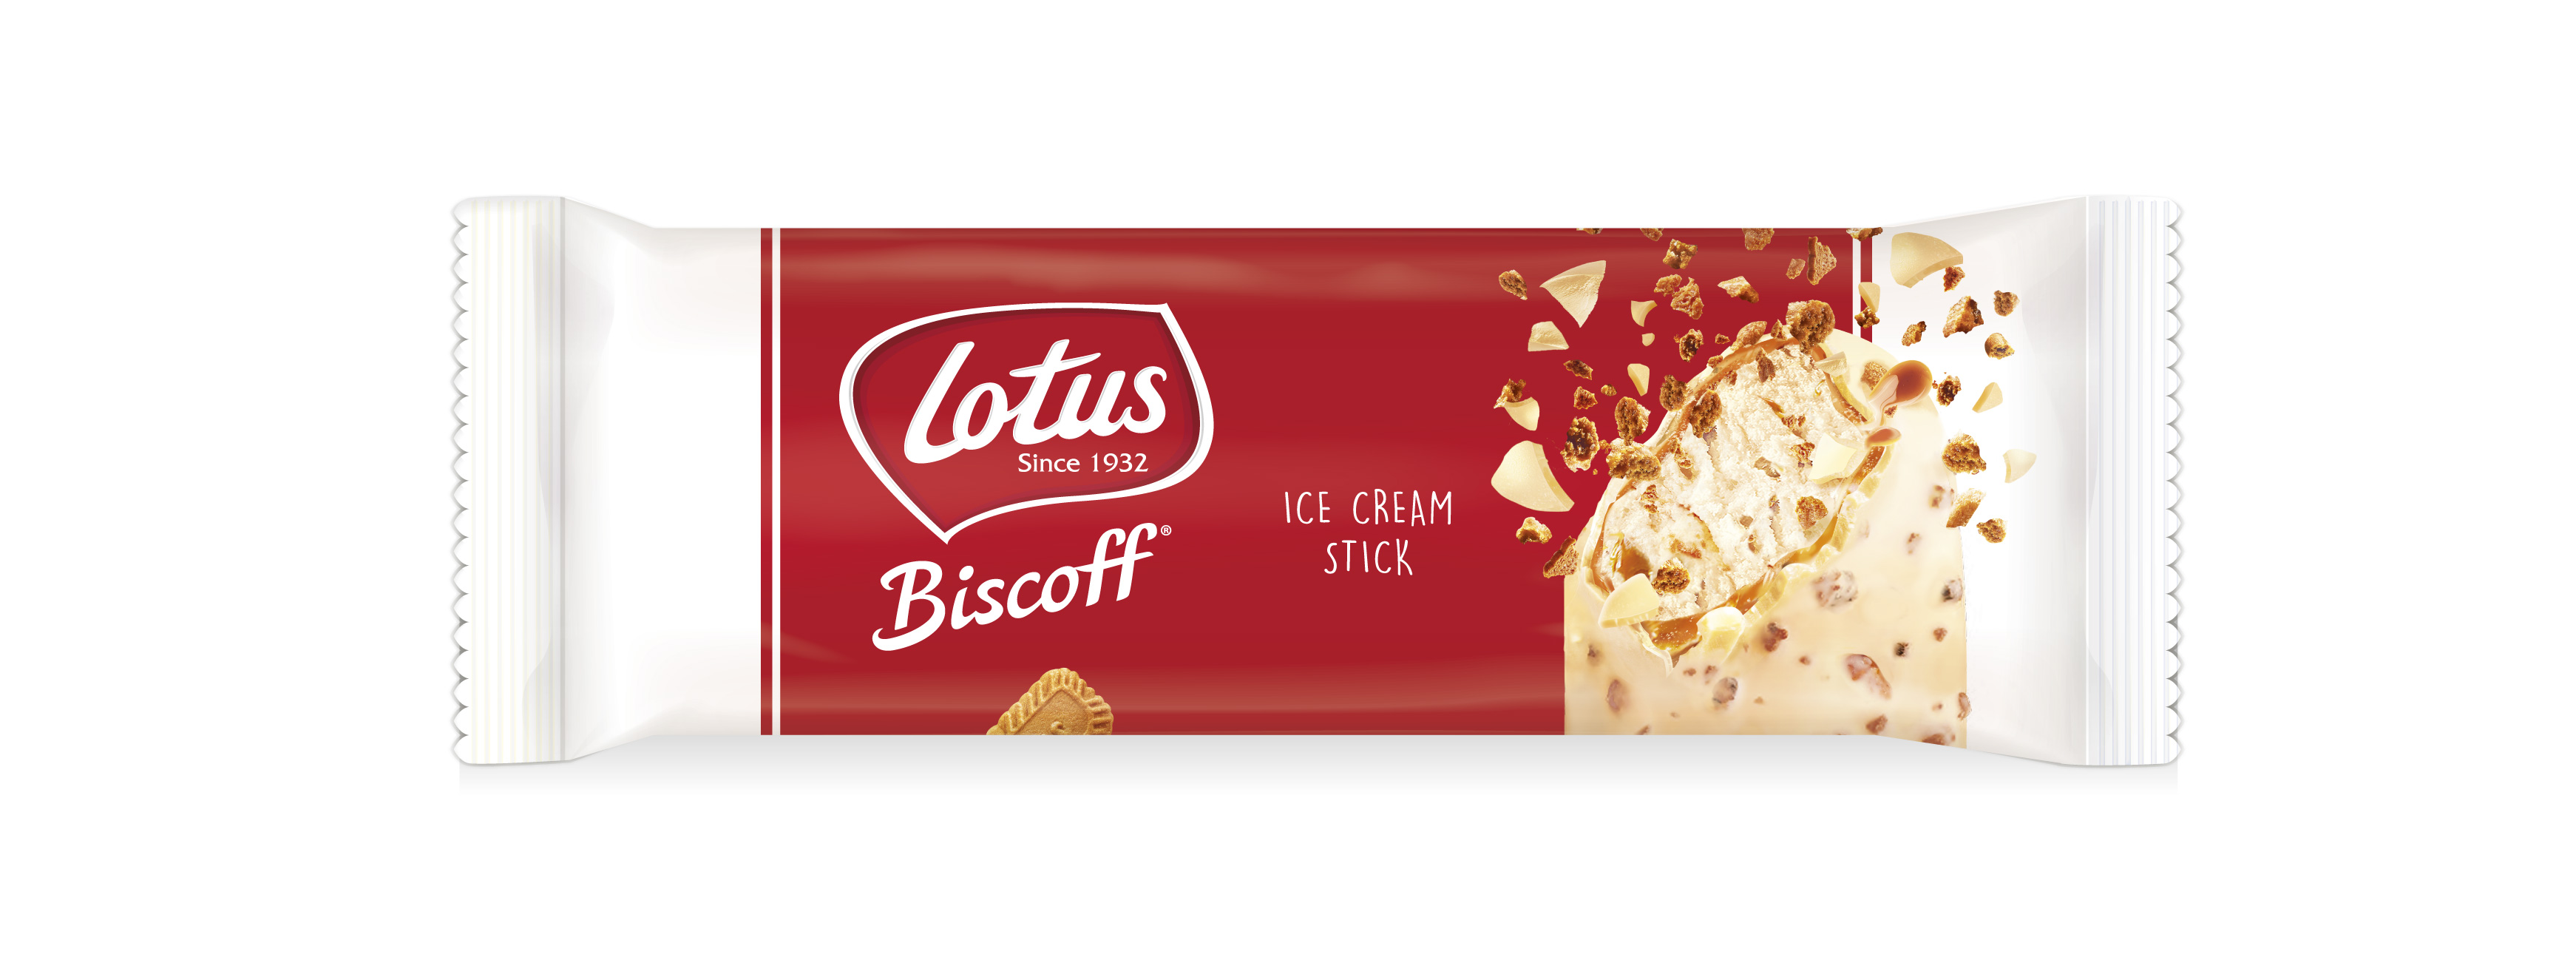 Lotus
Since 1932
Biscoff®
ICE CREAM
STICK